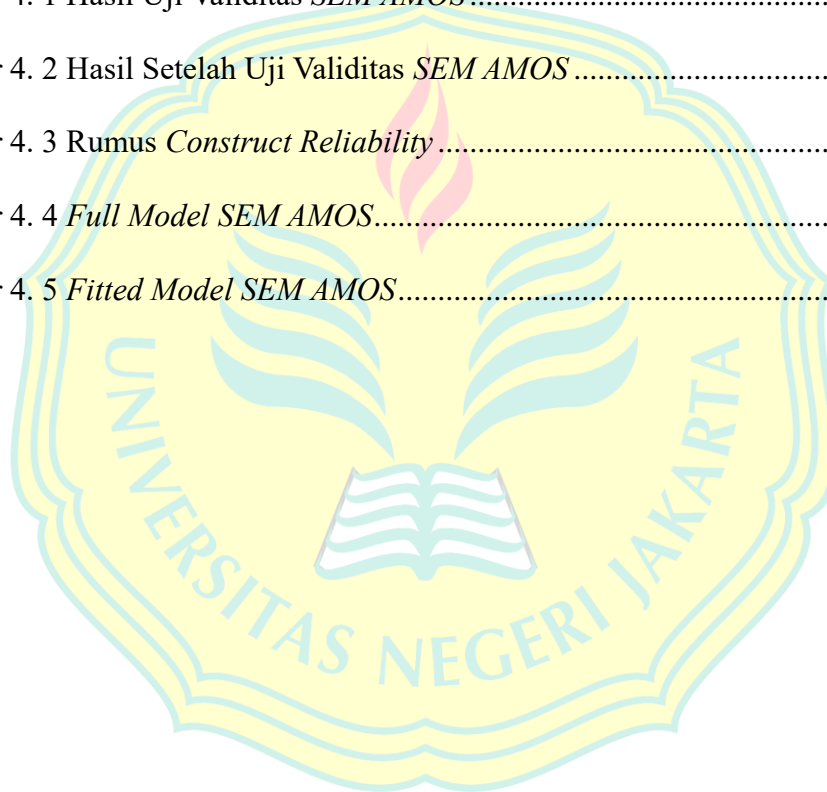 4. 1 Hasil Uji Validitas SEM AMOS........................................
4. 2 Hasil Setelah Uji Validitas SEM AMOS ...............................
4. 3 Rumus Construct Reliability ................................................
4. 4 Full Model SEM AMOS.......................................................
4. 5 Fitted Model SEM AMOS....................................................
UNIVERSITAS NEGERI JAKARTA